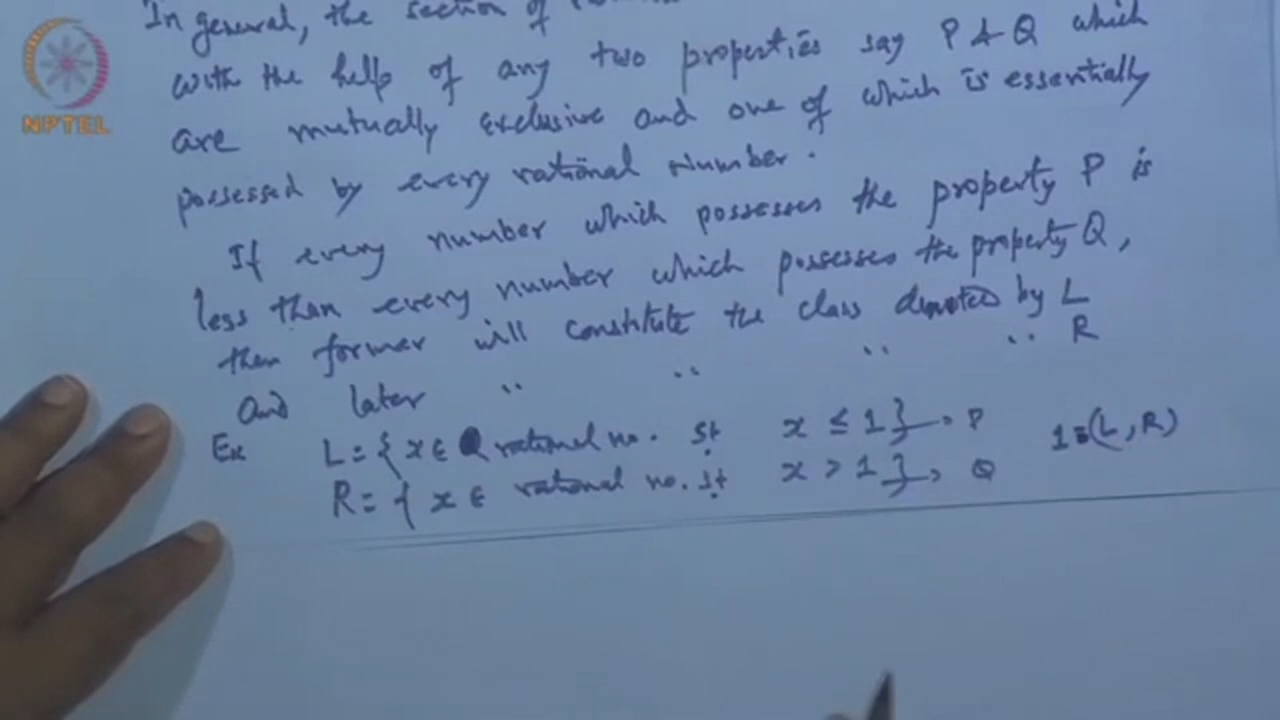 NPTEL
In general, the section of
with the help of any two properties say P & Q which
are mutually exclusive and one of which is essentially
possessed by every rational number.
If every number which possesses the property P is
less than every number which possesses the property Q,
then former will constitute the class denoted by L
And later " " " " R
Ex L = { x ∈ rational no. st x ≤ 1 } → P 1 = (L, R)
R = { x ∈ rational no. st x > 1 } → Q